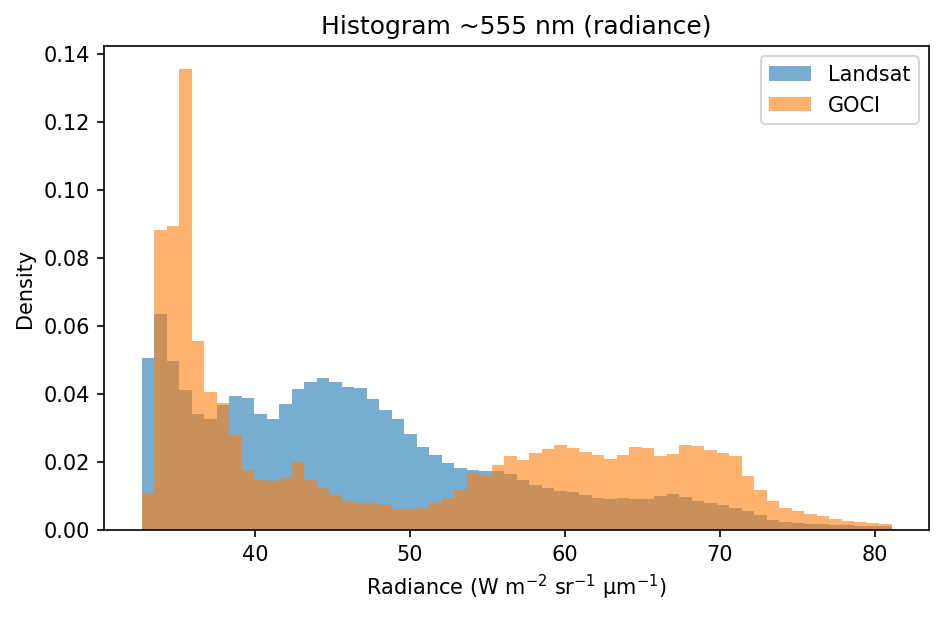 Histogram ~555 nm (radiance)
Landsat
GOCI
Density
0.14
0.12
0.10
0.08
0.06
0.04
0.02
0.00
40 50 60 70 80
Radiance (W m⁻² sr⁻¹ µm⁻¹)